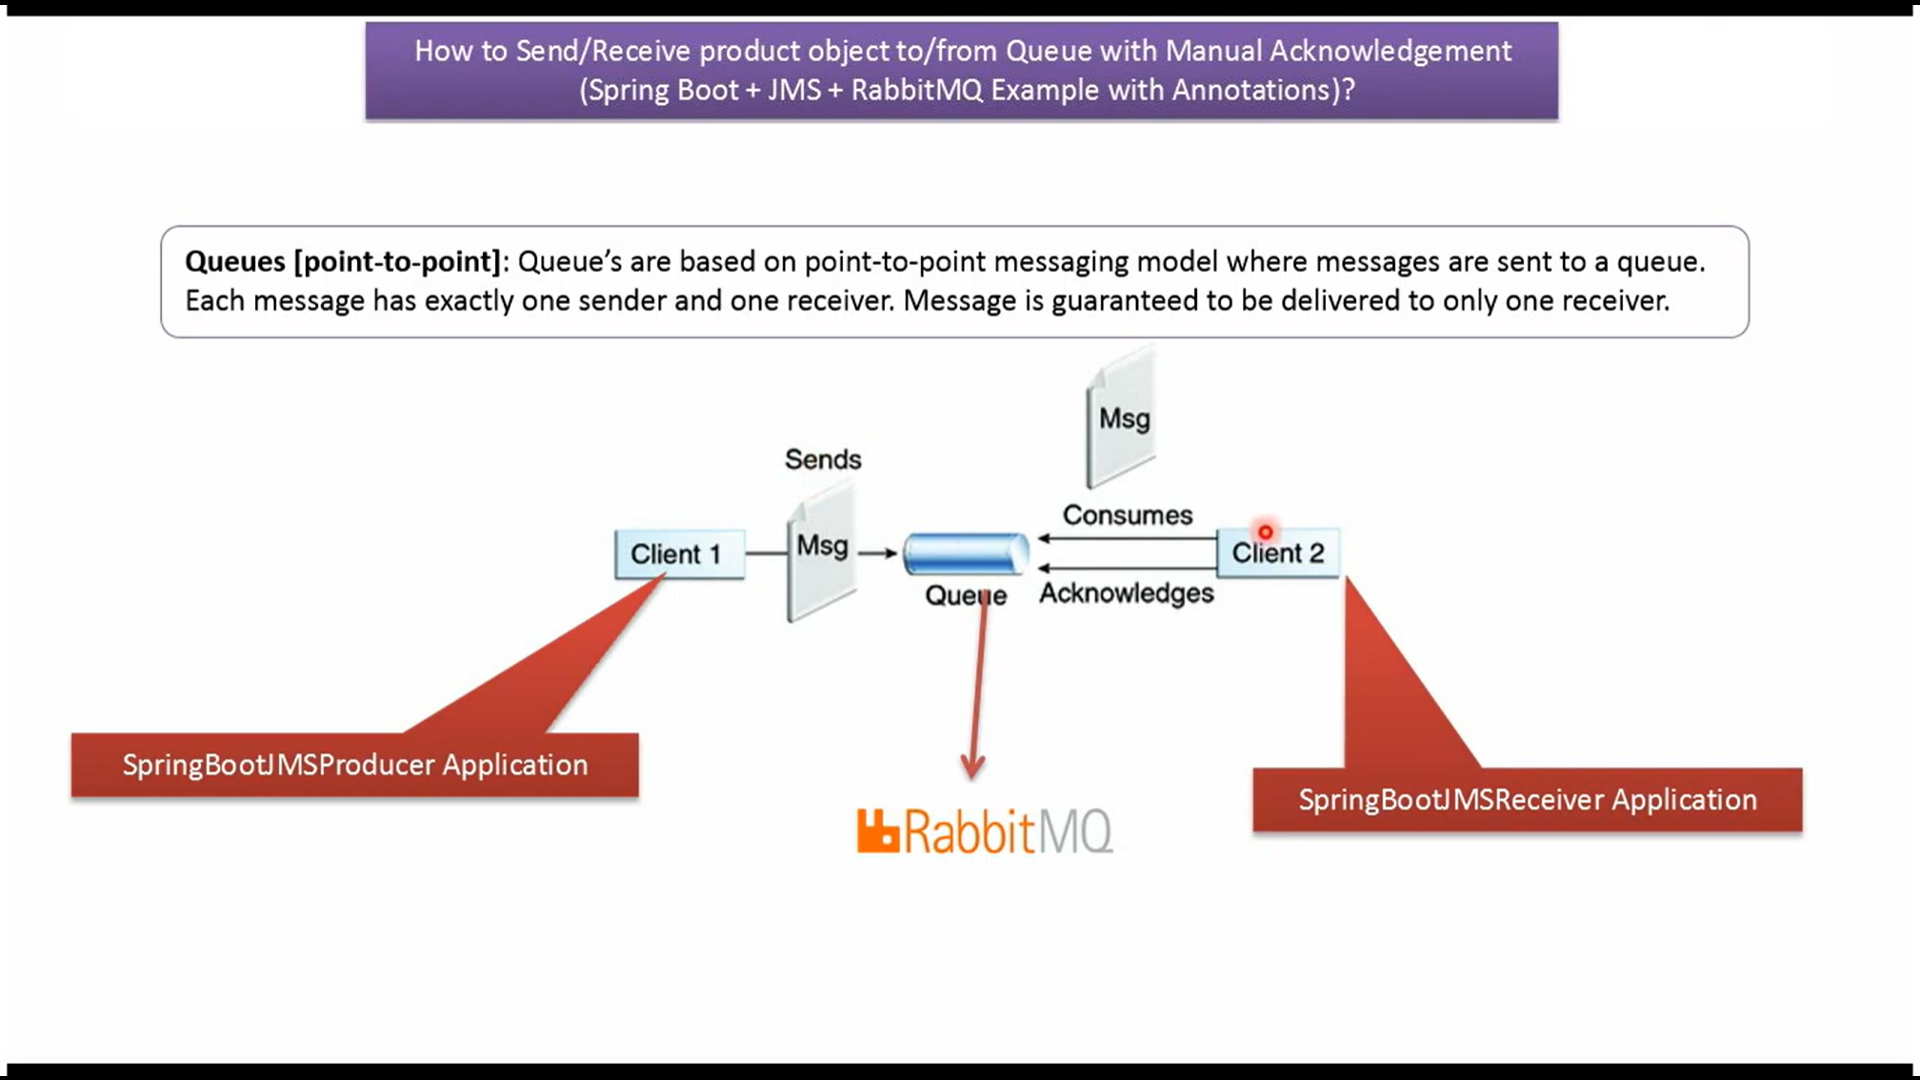 How to Send/Receive product object to/from Queue with Manual Acknowledgement
(Spring Boot + JMS + RabbitMQ Example with Annotations)?
Queues [point-to-point]: Queue’s are based on point-to-point messaging model where messages are sent to a queue.
Each message has exactly one sender and one receiver. Message is guaranteed to be delivered to only one receiver.
Msg
Sends
Consumes
Client 1
Msg
Client 2
Queue
Acknowledges
SpringBootJMSProducer Application
SpringBootJMSReceiver Application
RabbitMQ